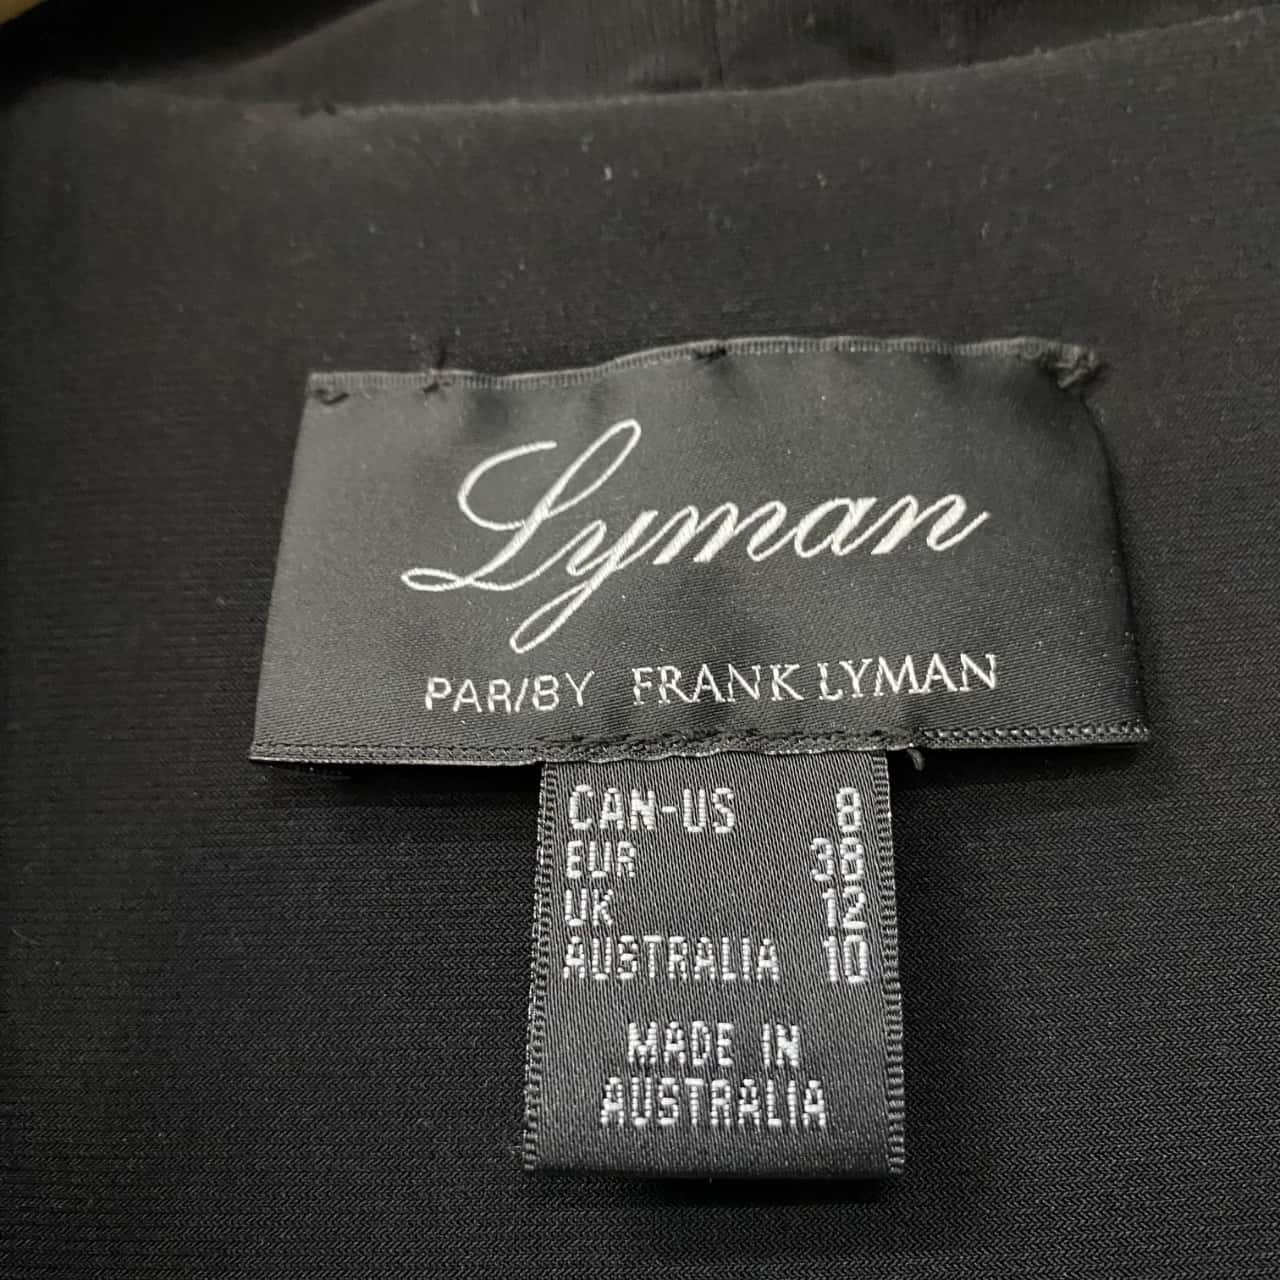 Lyman
PAR/BY FRANK LYMAN
CAN-US 8
EUR 38
UK 12
AUSTRALIA 10
MADE IN
AUSTRALIA